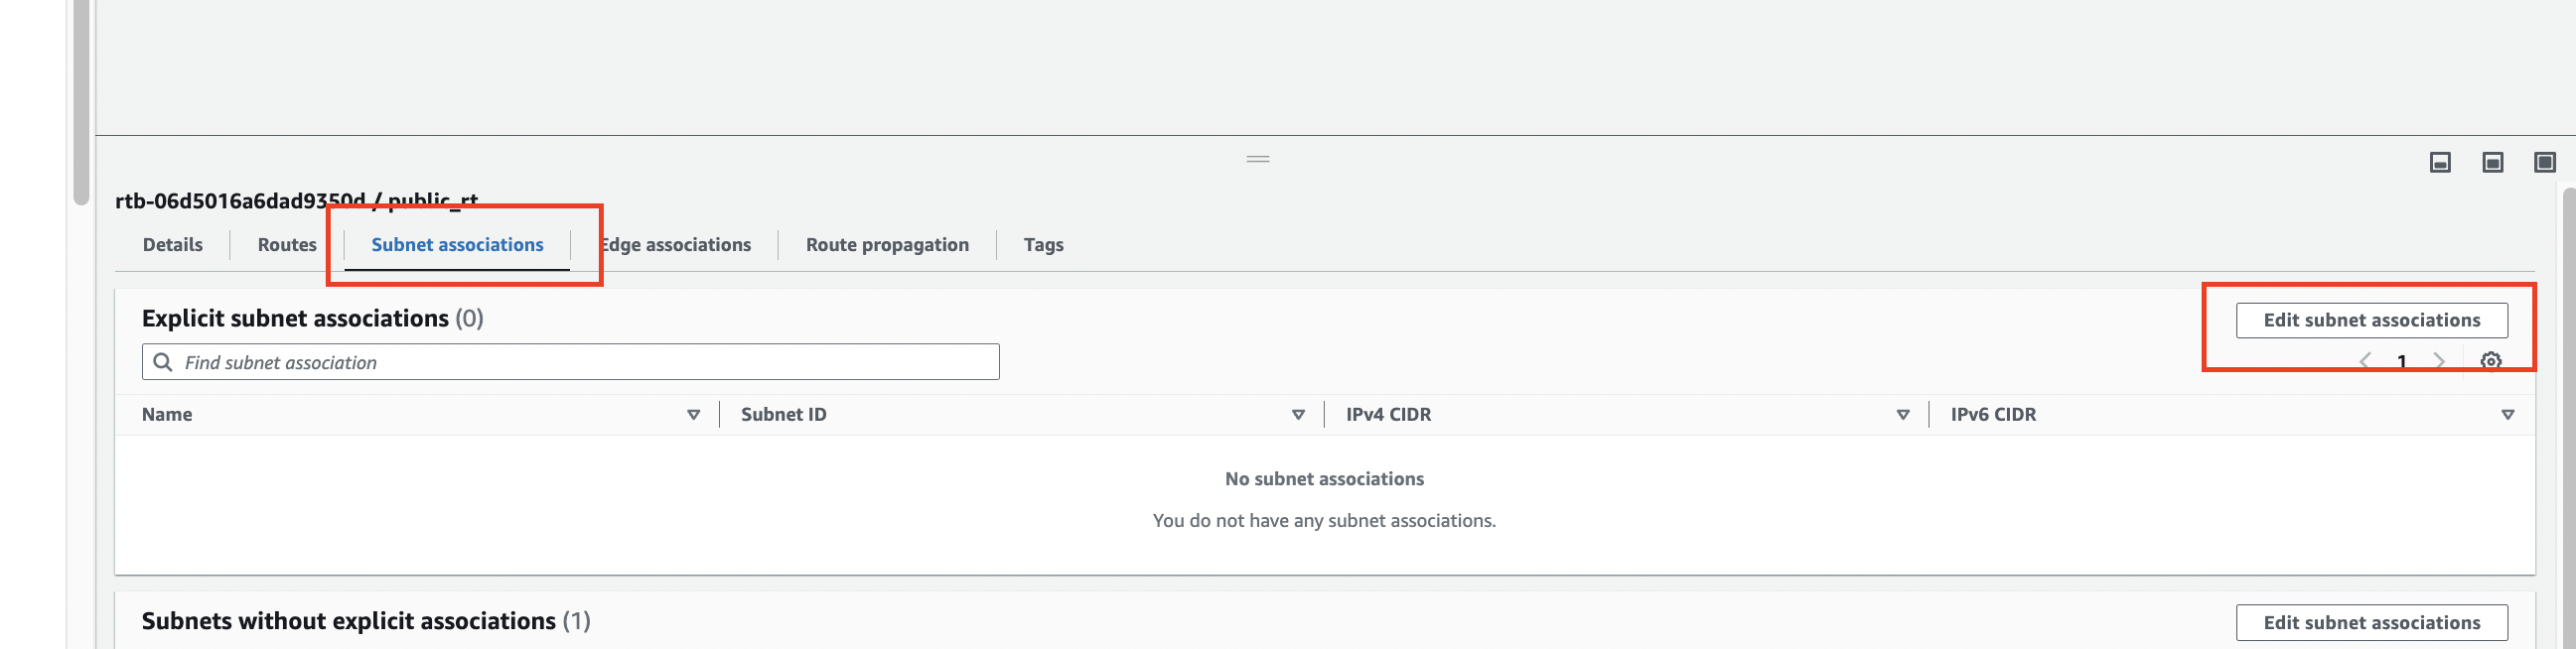 rtb-06d5016a6dad9350d / public_rt
Details Routes Subnet associations Edge associations Route propagation Tags
Explicit subnet associations (0)
Edit subnet associations
Find subnet association
1
Name Subnet ID IPv4 CIDR IPv6 CIDR
No subnet associations
You do not have any subnet associations.
Subnets without explicit associations (1)
Edit subnet associations